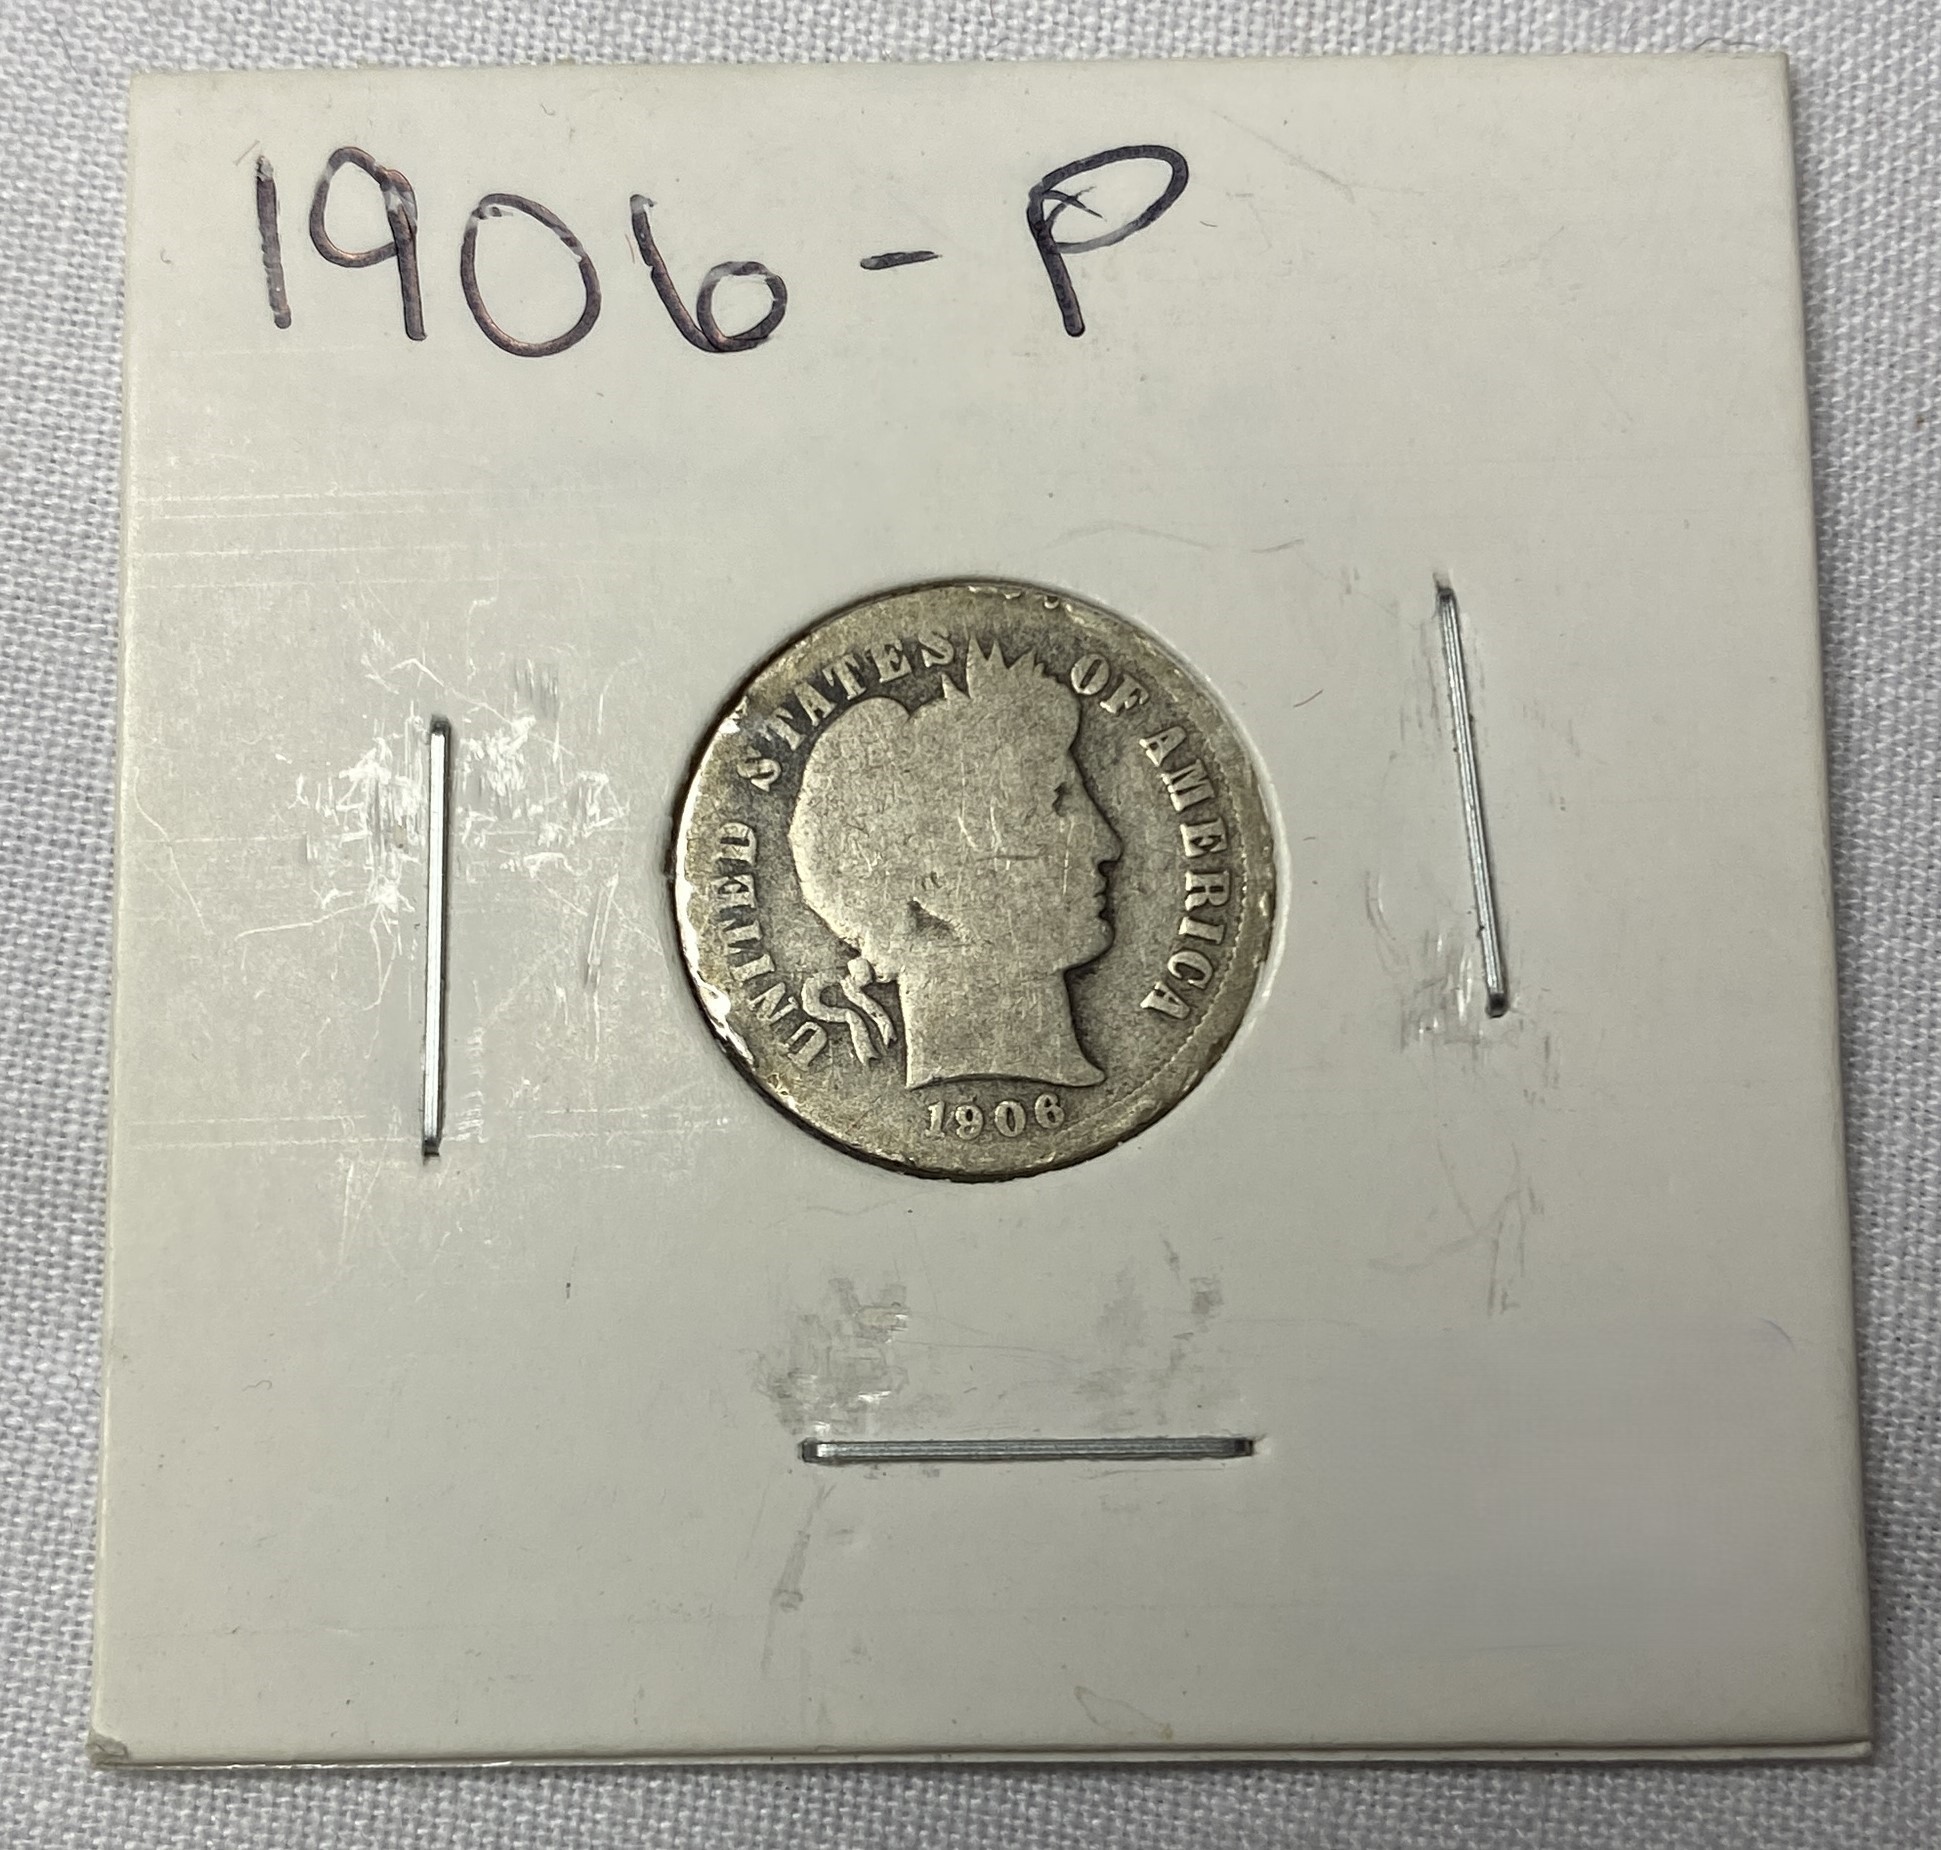 1906-P
UNITED STATES OF AMERICA
1906